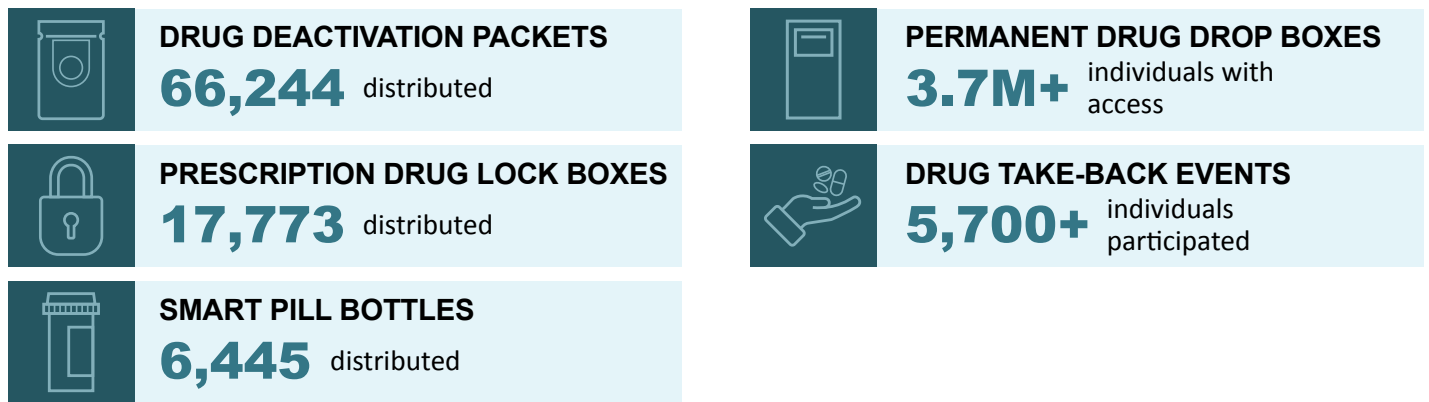 DRUG DEACTIVATION PACKETS
66,244 distributed
PRESCRIPTION DRUG LOCK BOXES
17,773 distributed
SMART PILL BOTTLES
6,445 distributed
PERMANENT DRUG DROP BOXES
3.7M+ individuals with
access
DRUG TAKE-BACK EVENTS
5,700+ individuals
participated